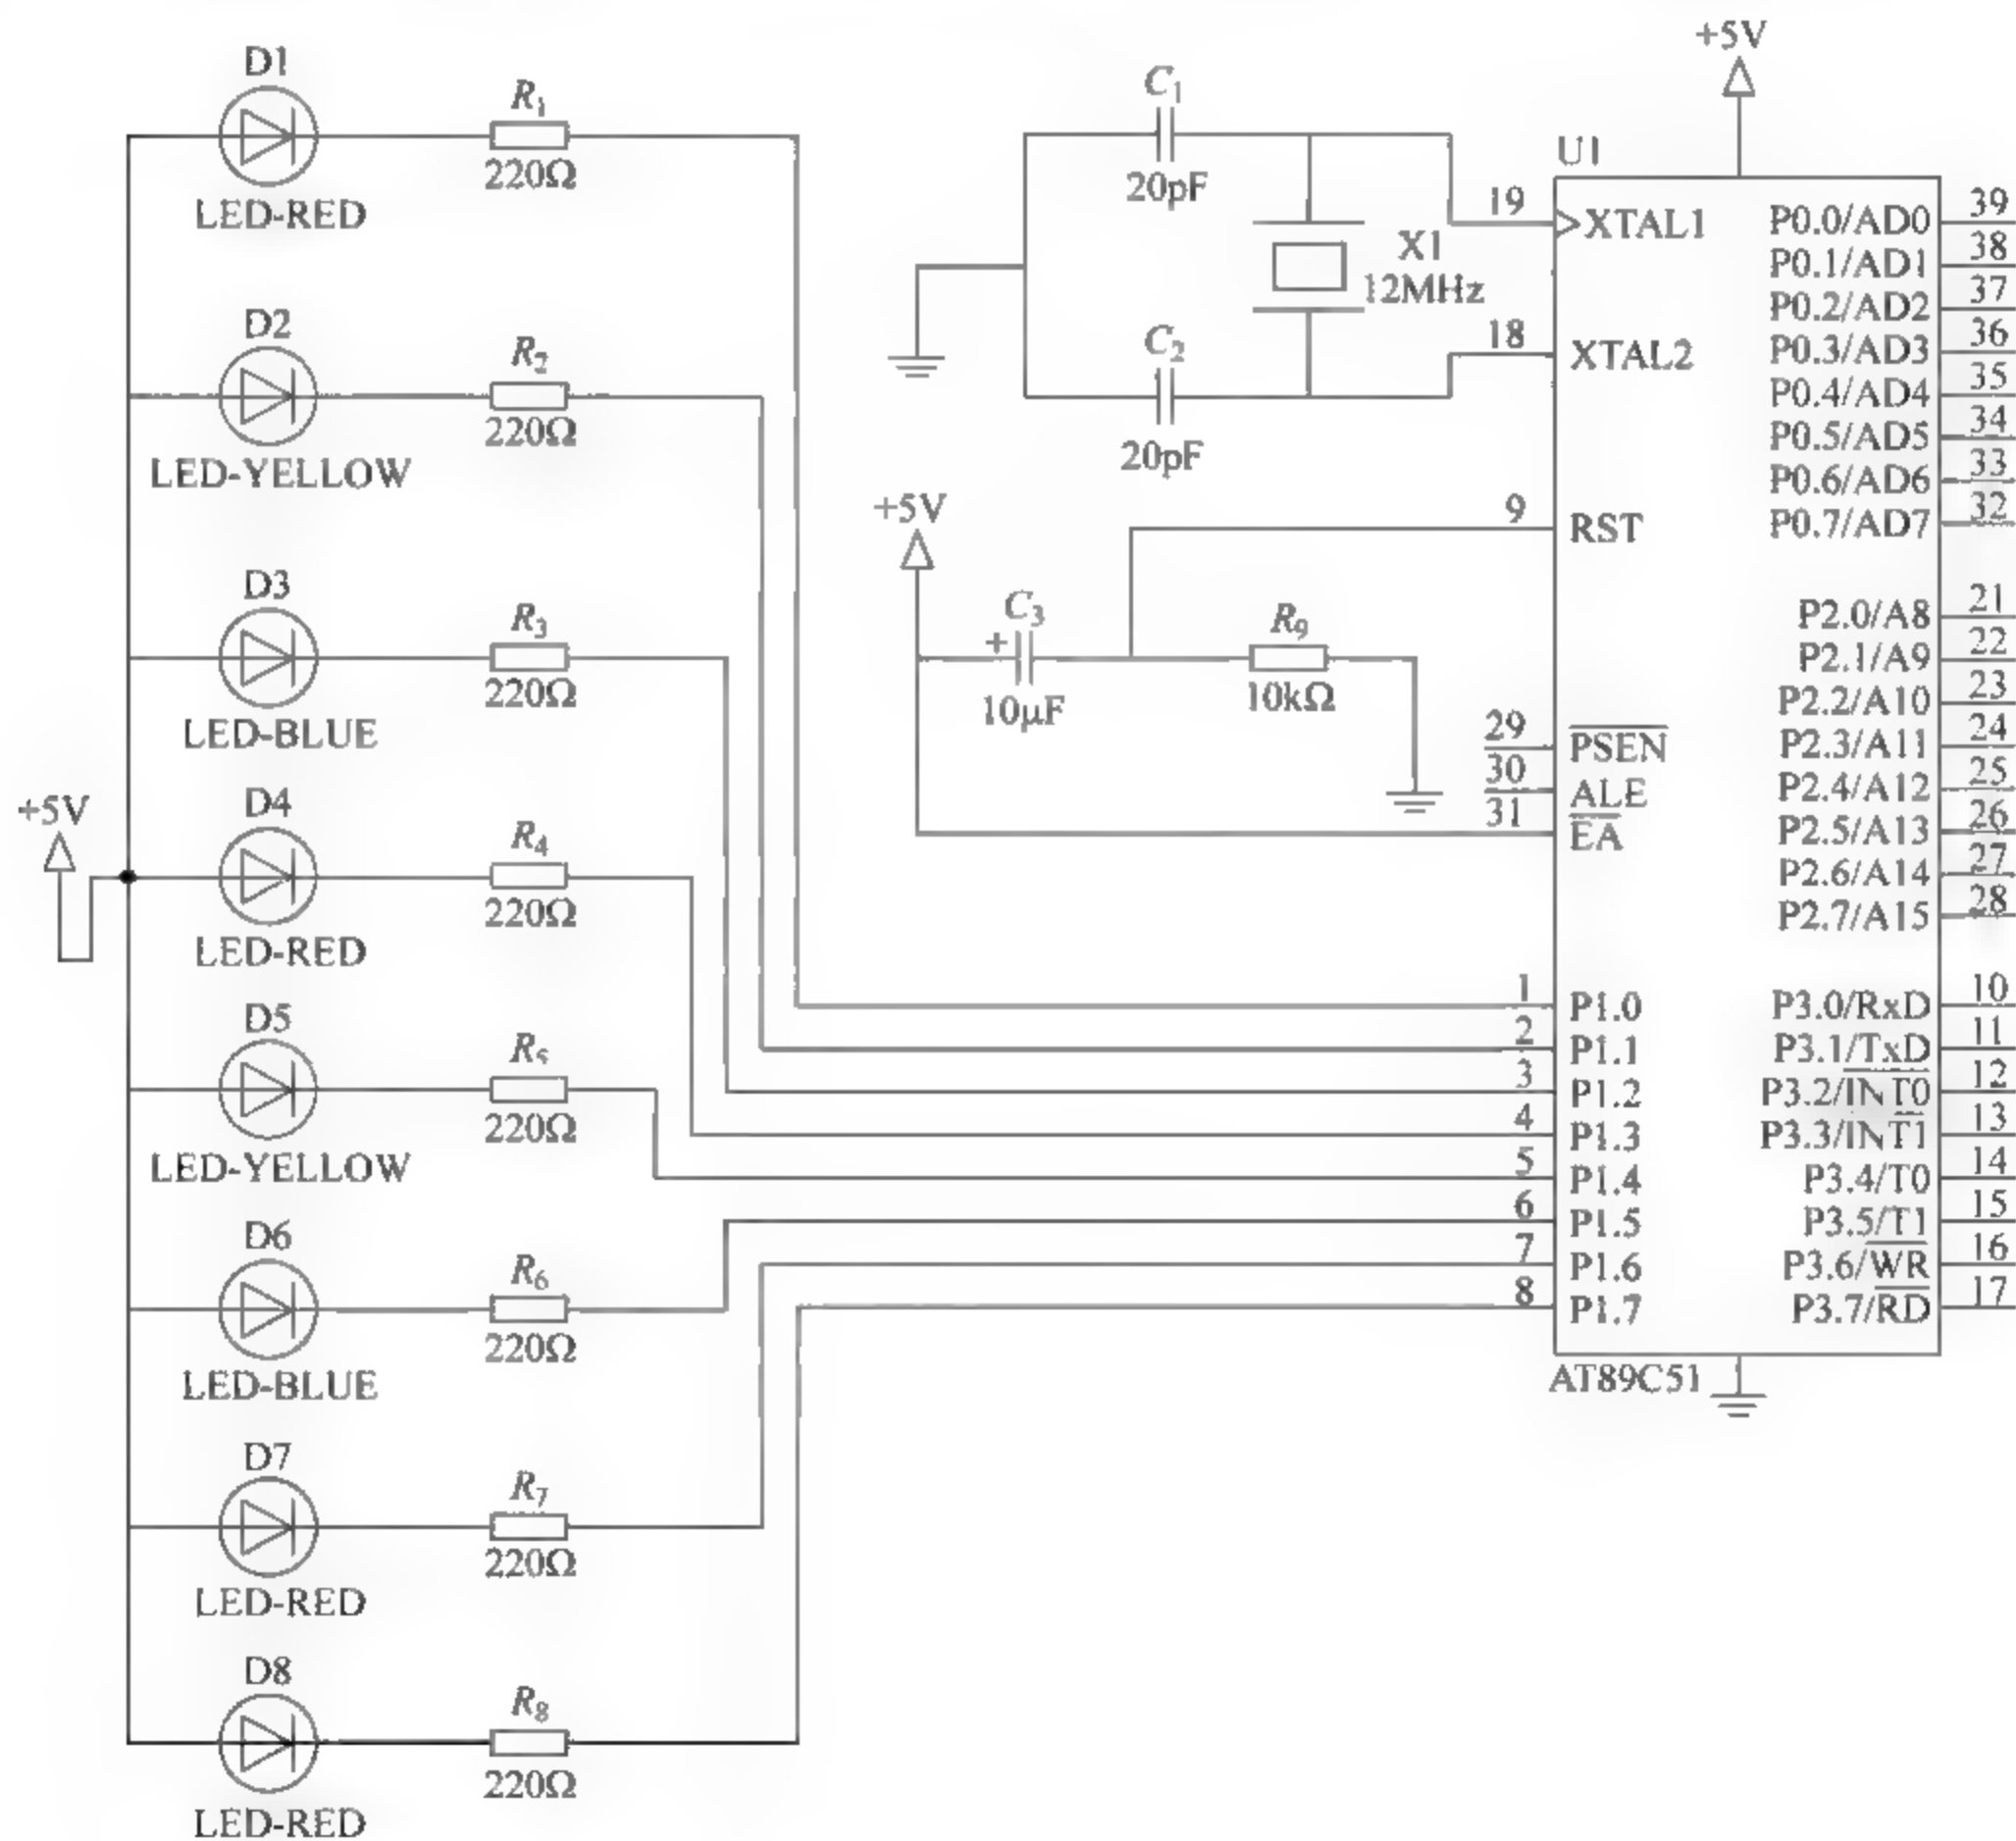 D1
R1
220Ω
LED-RED
D2
R2
220Ω
LED-YELLOW
D3
R3
220Ω
LED-BLUE
+5V
D4
R4
220Ω
LED-RED
D5
R5
220Ω
LED-YELLOW
D6
R6
220Ω
LED-BLUE
D7
R7
220Ω
LED-RED
D8
R8
220Ω
LED-RED
C1
20pF
X1
12MHz
C2
20pF
+5V
C3
+
10μF
R9
10kΩ
+5V
U1
19 XTAL1
18 XTAL2
9 RST
29 PSEN
30 ALE
31 EA
1 P1.0
2 P1.1
3 P1.2
4 P1.3
5 P1.4
6 P1.5
7 P1.6
8 P1.7
P0.0/AD0 39
P0.1/AD1 38
P0.2/AD2 37
P0.3/AD3 36
P0.4/AD4 35
P0.5/AD5 34
P0.6/AD6 33
P0.7/AD7 32
P2.0/A8 21
P2.1/A9 22
P2.2/A10 23
P2.3/A11 24
P2.4/A12 25
P2.5/A13 26
P2.6/A14 27
P2.7/A15 28
P3.0/RxD 10
P3.1/TxD 11
P3.2/INT0 12
P3.3/INT1 13
P3.4/T0 14
P3.5/T1 15
P3.6/WR 16
P3.7/RD 17
AT89C51